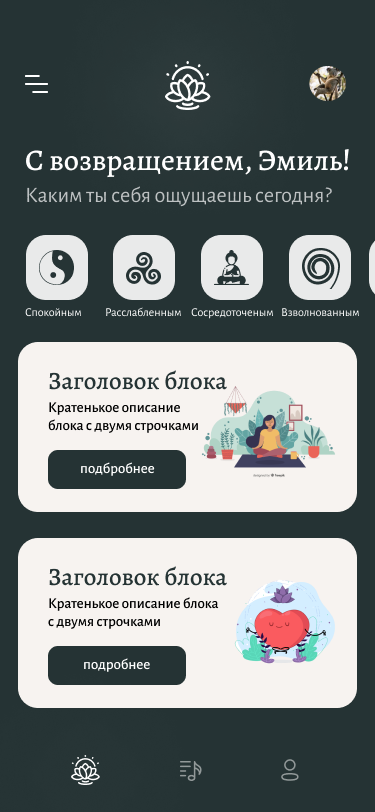 С возвращением, Эмиль!
Каким ты себя ощущаешь сегодня?
Спокойным
Расслабленным
Сосредоточеным
Взволнованным
Заголовок блока
Кратенькое описание
блока с двумя строчками
подбробнее
Заголовок блока
Кратенькое описание блока
с двумя строчками
подробнее